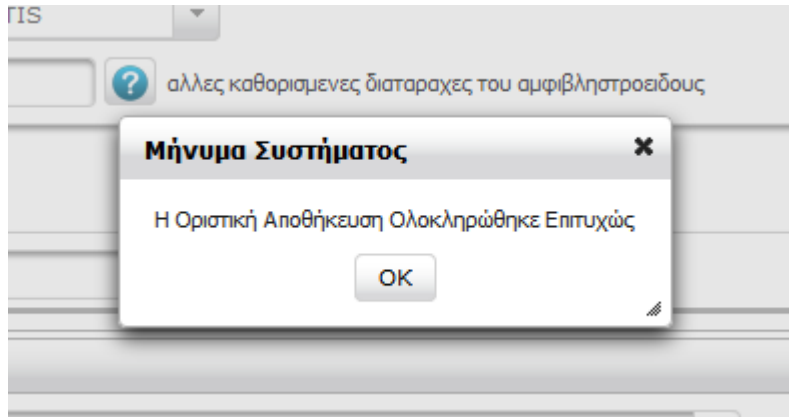 TIS
αλλες καθορισμενες διαταραχες του αμφιβληστροειδους
Μήνυμα Συστήματος
Η Οριστική Αποθήκευση Ολοκληρώθηκε Επιτυχώς
OK